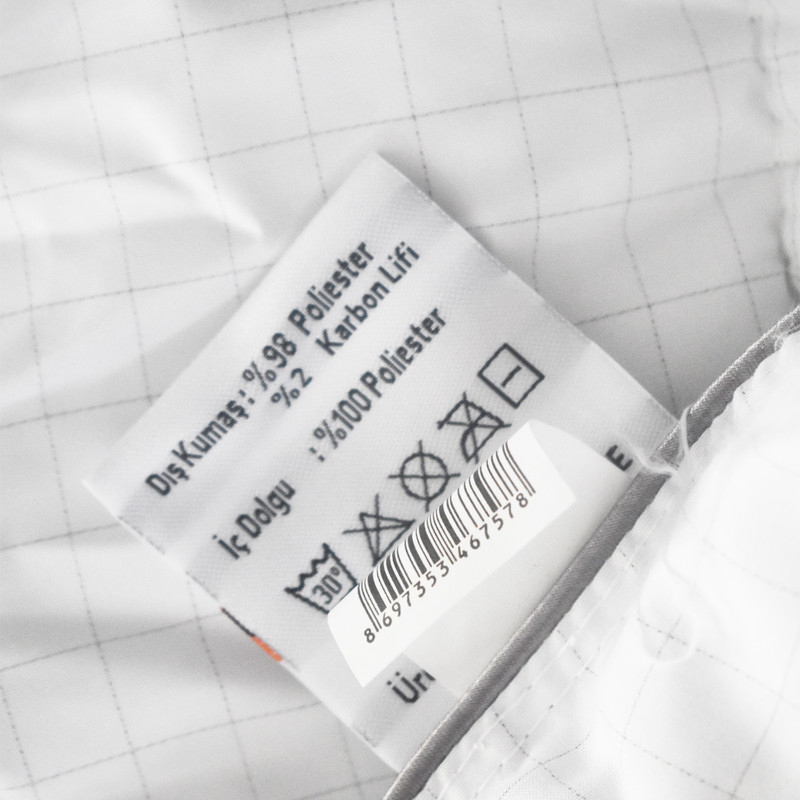 Dış Kumaş: %98 Poliester
%2 Karbon Lifi
İç Dolgu : %100 Poliester
30°
8 697353 467578